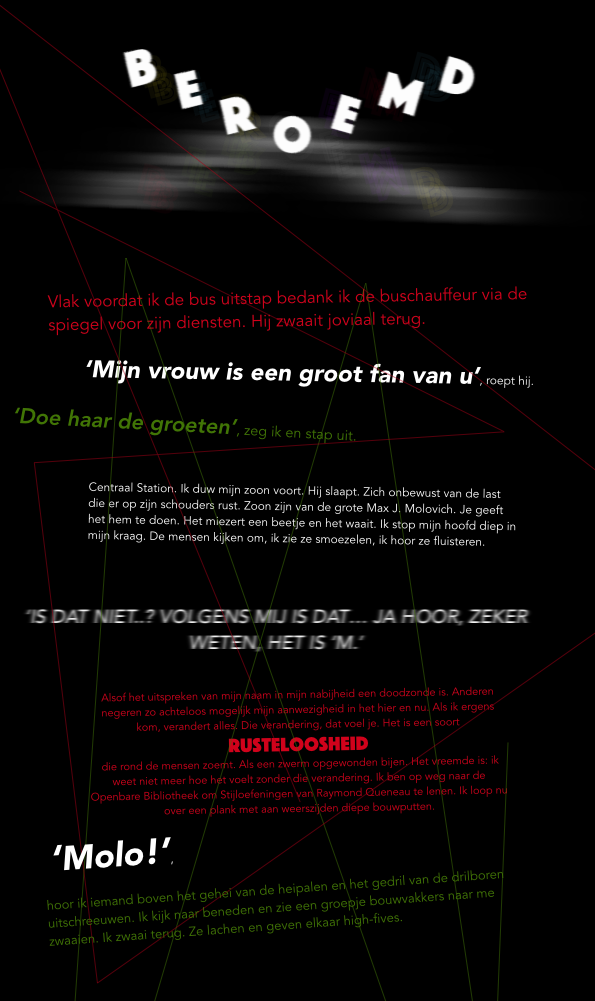 BEROEMD
Vlak voordat ik de bus uitstap bedank ik de buschauffeur via de
spiegel voor zijn diensten. Hij zwaait joviaal terug.
‘Mijn vrouw is een groot fan van u’, roept hij.
‘Doe haar de groeten’, zeg ik en stap uit.
Centraal Station. Ik duw mijn zoon voort. Hij slaapt. Zich onbewust van de last
die er op zijn schouders rust. Zoon zijn van de grote Max J. Molovich. Je geeft
het hem te doen. Het miezert een beetje en het waait. Ik stop mijn hoofd diep in
mijn kraag. De mensen kijken om, ik zie ze smoezelen, ik hoor ze fluisteren.
‘IS DAT NIET..? VOLGENS MIJ IS DAT... JA HOOR, ZEKER
WETEN, HET IS ‘M.’
Alsof het uitspreken van mijn naam in mijn nabijheid een doodzonde is. Anderen
negeren zo achteloos mogelijk mijn aanwezigheid in het hier en nu. Als ik ergens
kom, verandert alles. Die verandering, dat voel je. Het is een soort
RUSTELOOSHEID
die rond de mensen zoemt. Als een zwerm opgewonden bijen. Het vreemde is: ik
weet niet meer hoe het voelt zonder die verandering. Ik ben op weg naar de
Openbare Bibliotheek om Stijloefeningen van Raymond Queneau te lenen. Ik loop nu
over een plank met aan weerszijden diepe bouwputten.
‘Molo!’,
hoor ik iemand boven het gehei van de heipalen en het gedril van de drilboren
uitschreeuwen. Ik kijk naar beneden en zie een groepje bouwvakkers naar me
zwaaien. Ik zwaai terug. Ze lachen en geven elkaar high-fives.